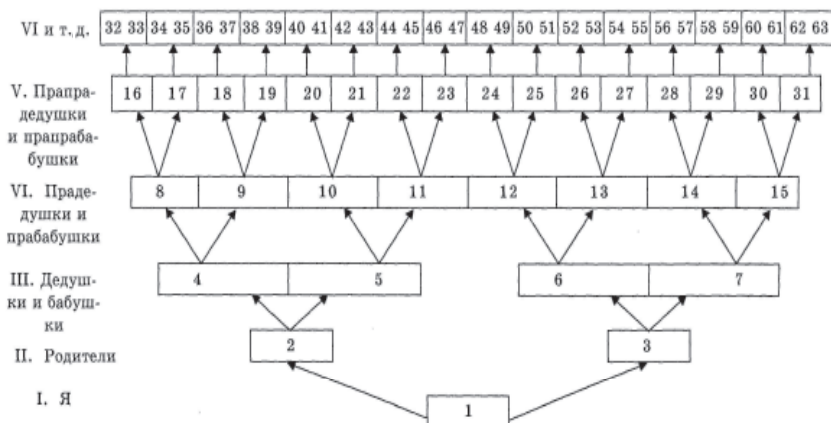 VI и т. д. 32 33 34 35 36 37 38 39 40 41 42 43 44 45 46 47 48 49 50 51 52 53 54 55 56 57 58 59 60 61 62 63
V. Прапра-
дедушки
и прапраба-
бушки
16 17 18 19 20 21 22 23 24 25 26 27 28 29 30 31
VI. Праде-
душки и
прабабушки
8 9 10 11 12 13 14 15
III. Дедуш-
ки и бабуш-
ки
4 5 6 7
II. Родители
2 3
I. Я
1